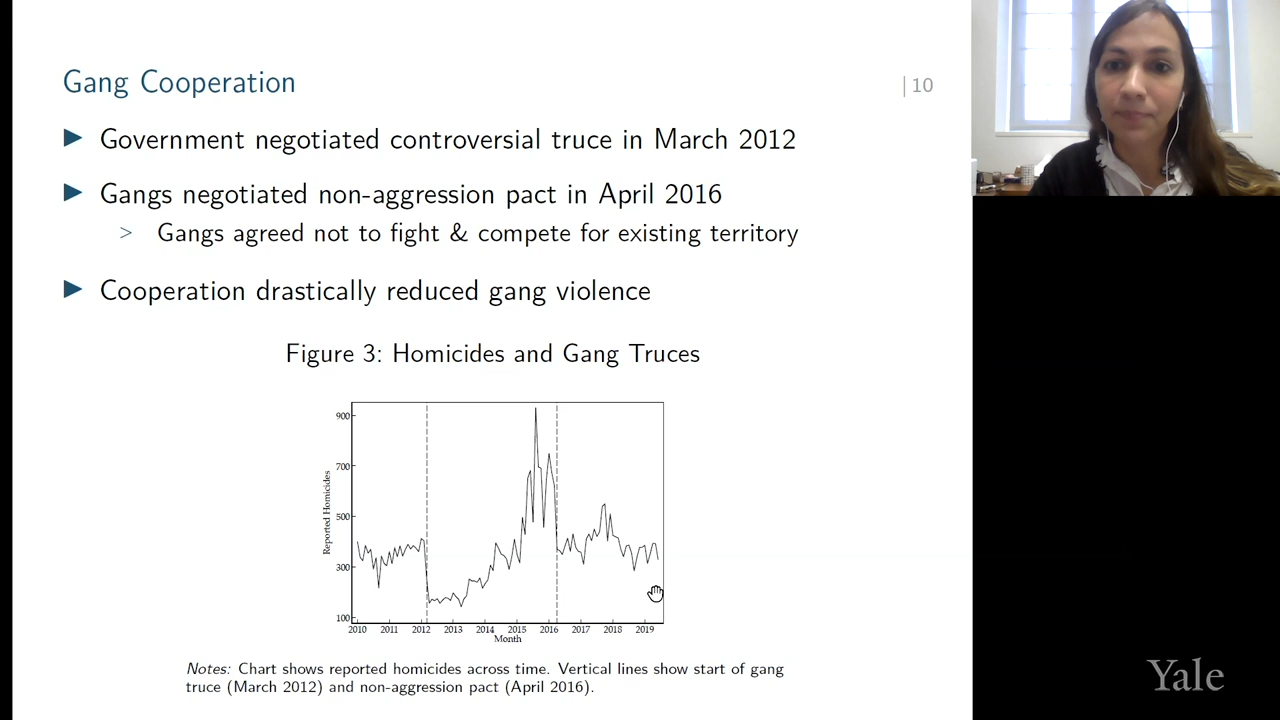 Gang Cooperation
| 10
▶ Government negotiated controversial truce in March 2012
▶ Gangs negotiated non-aggression pact in April 2016
> Gangs agreed not to fight & compete for existing territory
▶ Cooperation drastically reduced gang violence
Figure 3: Homicides and Gang Truces
900
700
500
300
100
Reported Homicides
2010 2011 2012 2013 2014 2015 2016 2017 2018 2019
Month
Notes: Chart shows reported homicides across time. Vertical lines show start of gang
truce (March 2012) and non-aggression pact (April 2016).
Yale